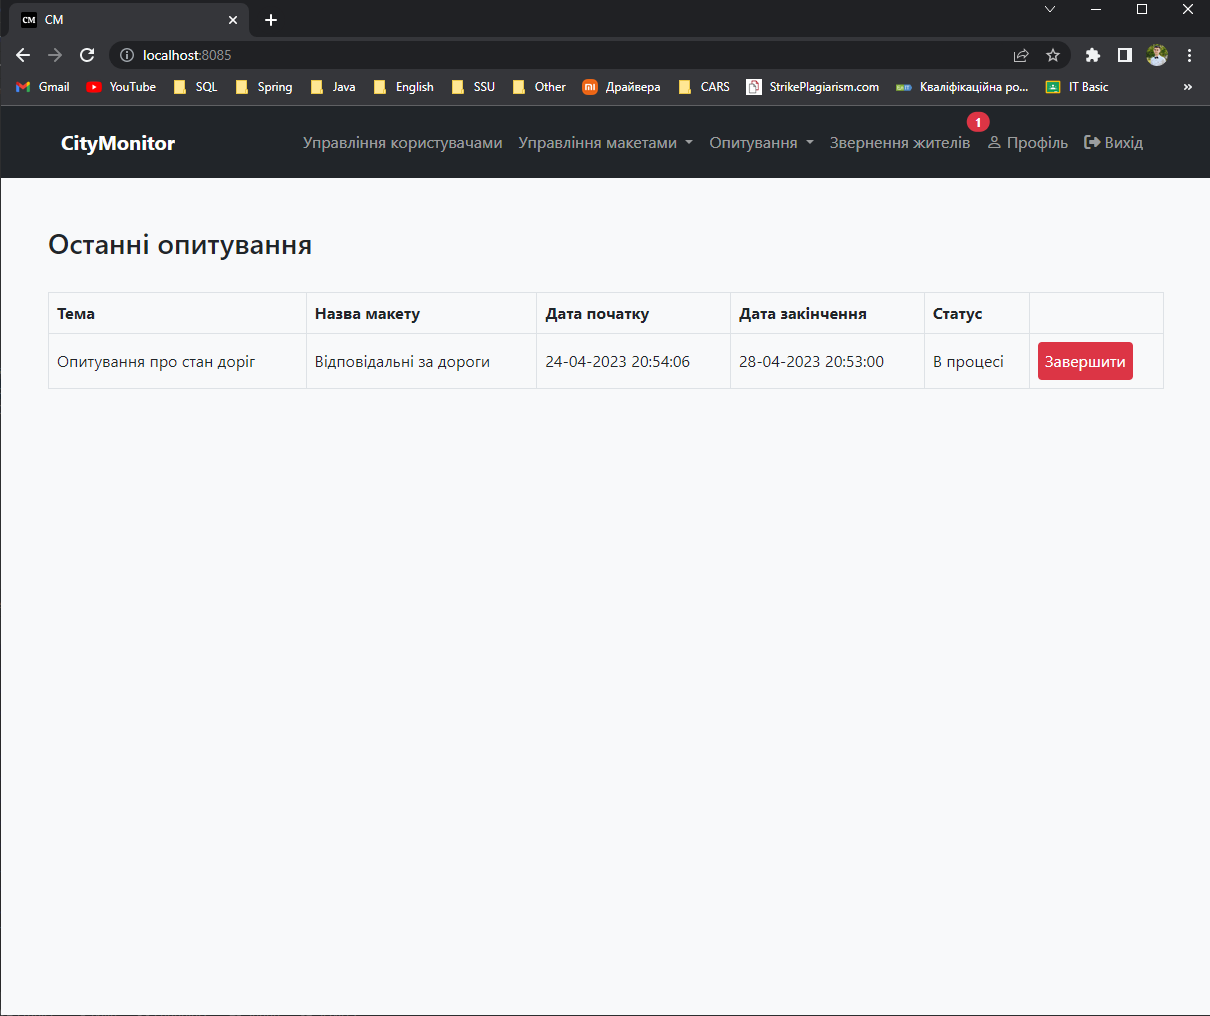 CM CM
localhost:8085
Gmail YouTube SQL Spring Java English SSU Other mi Драйвера CARS StrikePlagiarism.com Кваліфікаційна ро... IT Basic »
CityMonitor Управління користувачами Управління макетами Опитування Звернення жителів 1 Профіль Вихід
Останні опитування
Тема Назва макету Дата початку Дата закінчення Статус
Опитування про стан доріг Відповідальні за дороги 24-04-2023 20:54:06 28-04-2023 20:53:00 В процесі Завершити